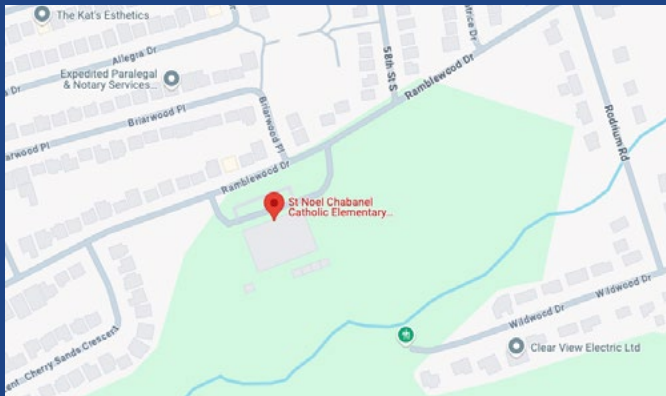 The Kat's Esthetics
Allegra Dr
Expedited Paralegal
& Notary Services...
Briarwood Pl
Briarwood Pl
58th St S
Ramblewood Dr
Rodrium Rd
Ramblewood Dr
St Noel Chabanel
Catholic Elementary..
Cherry Sands Crescent
Wildwood Dr
Wildwood Dr
Clear View Electric Ltd